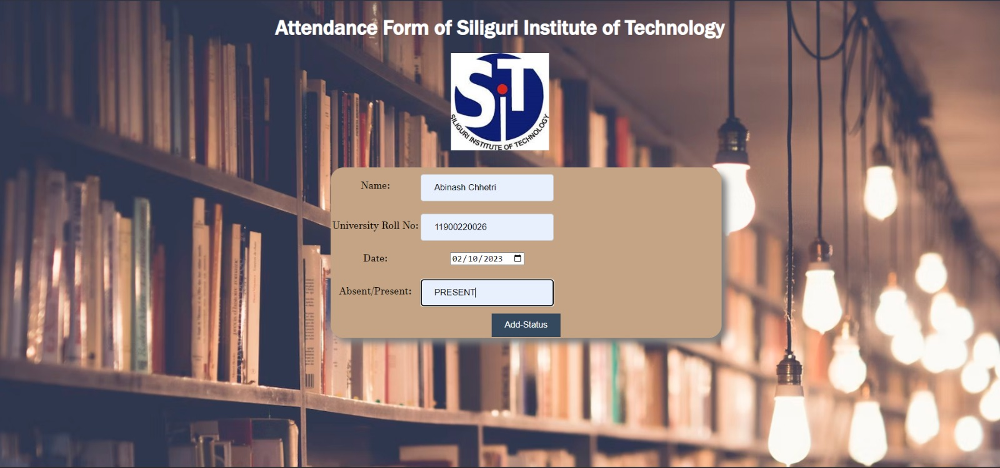 Attendance Form of Siliguri Institute of Technology
SiT
SILIGURI INSTITUTE OF TECHNOLOGY
Name: Abinash Chhetri
University Roll No: 11900220026
Date: 02/10/2023
Absent/Present: PRESENT
Add-Status